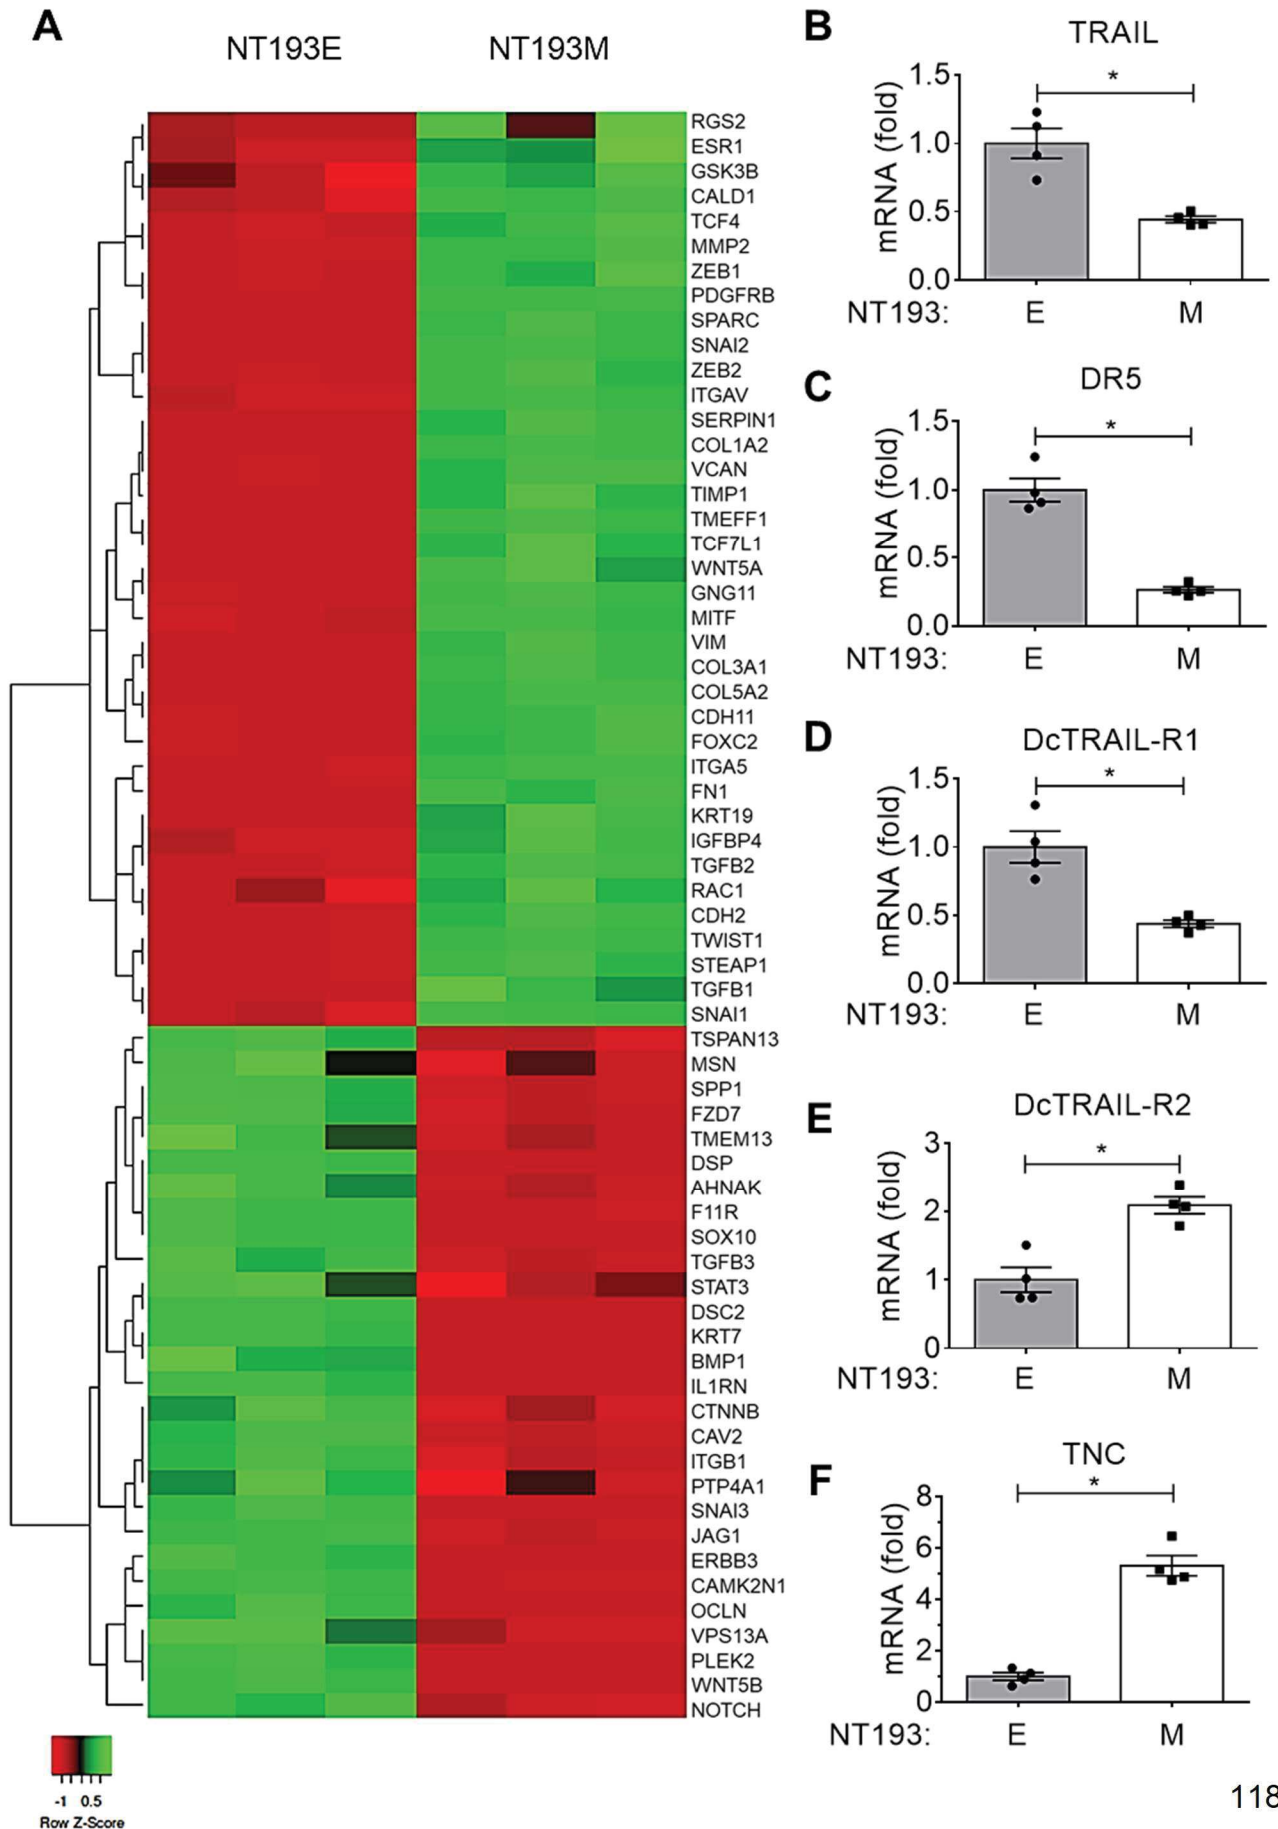 A
NT193E
NT193M
RGS2
ESR1
GSK3B
CALD1
TCF4
MMP2
ZEB1
PDGFRB
SPARC
SNAI2
ZEB2
ITGAV
SERPIN1
COL1A2
VCAN
TIMP1
TMEFF1
TCF7L1
WNT5A
GNG11
MITF
VIM
COL3A1
COL5A2
CDH11
FOXC2
ITGA5
FN1
KRT19
IGFBP4
TGFB2
RAC1
CDH2
TWIST1
STEAP1
TGFB1
SNAI1
TSPAN13
MSN
SPP1
FZD7
TMEM13
DSP
AHNAK
F11R
SOX10
TGFB3
STAT3
DSC2
KRT7
BMP1
IL1RN
CTNNB
CAV2
ITGB1
PTP4A1
SNAI3
JAG1
ERBB3
CAMK2N1
OCLN
VPS13A
PLEK2
WNT5B
NOTCH
-1 0.5
Row Z-Score
B
TRAIL
*
mRNA (fold)
1.5
1.0
0.5
0.0
NT193: E M
C
DR5
*
mRNA (fold)
1.5
1.0
0.5
0.0
NT193: E M
D
DcTRAIL-R1
*
mRNA (fold)
1.5
1.0
0.5
0.0
NT193: E M
E
DcTRAIL-R2
*
mRNA (fold)
3
2
1
0
NT193: E M
F
TNC
*
mRNA (fold)
8
6
4
2
0
NT193: E M
118